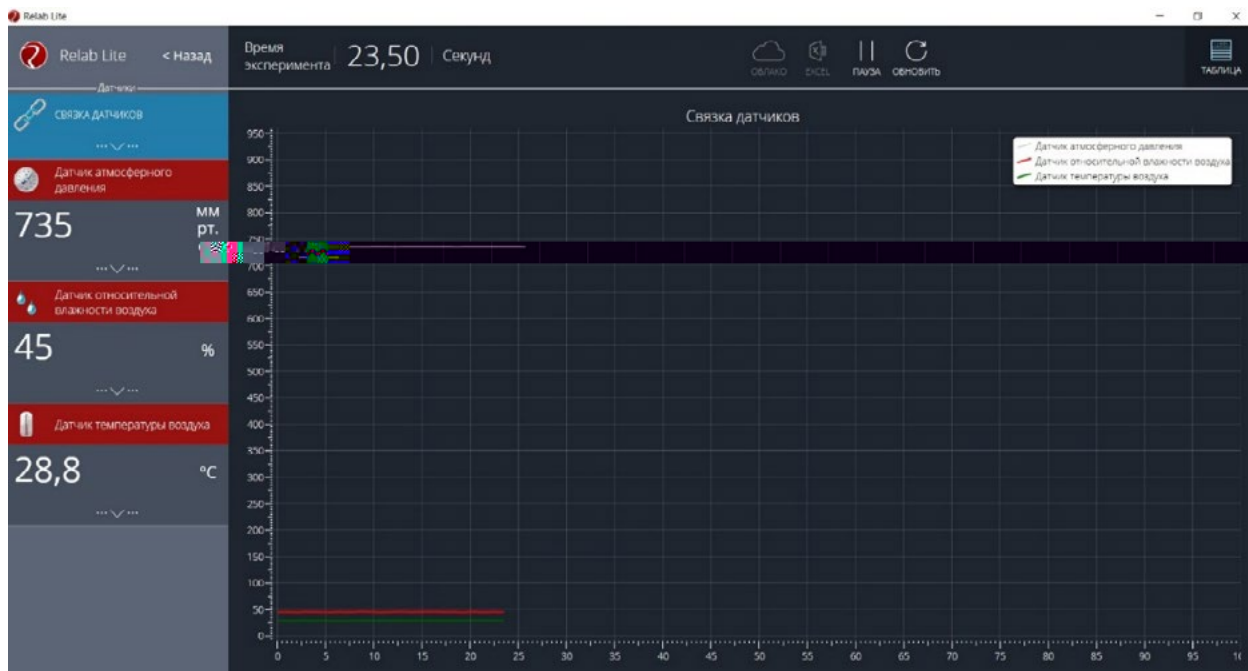 Relab Lite
Relab Lite
< Назад
Время
эксперимента
23,50
Секунд
ОБЛАКО
EXCEL
ПАУЗА
ОБНОВИТЬ
ТАБЛИЦА
Датчики
СВЯЗКА ДАТЧИКОВ
Датчик атмосферного
давления
735
мм
рт.
Датчик относительной
влажности воздуха
45
%
Датчик температуры воздуха
28,8
°C
Связка датчиков
Датчик атмосферного давления
Датчик относительной влажности воздуха
Датчик температуры воздуха
950
900
850
800
700
650
600
550
500
450
400
350
300
250
200
150
100
50
0
0 5 10 15 20 25 30 35 40 45 50 55 60 65 70 75 80 85 90 95